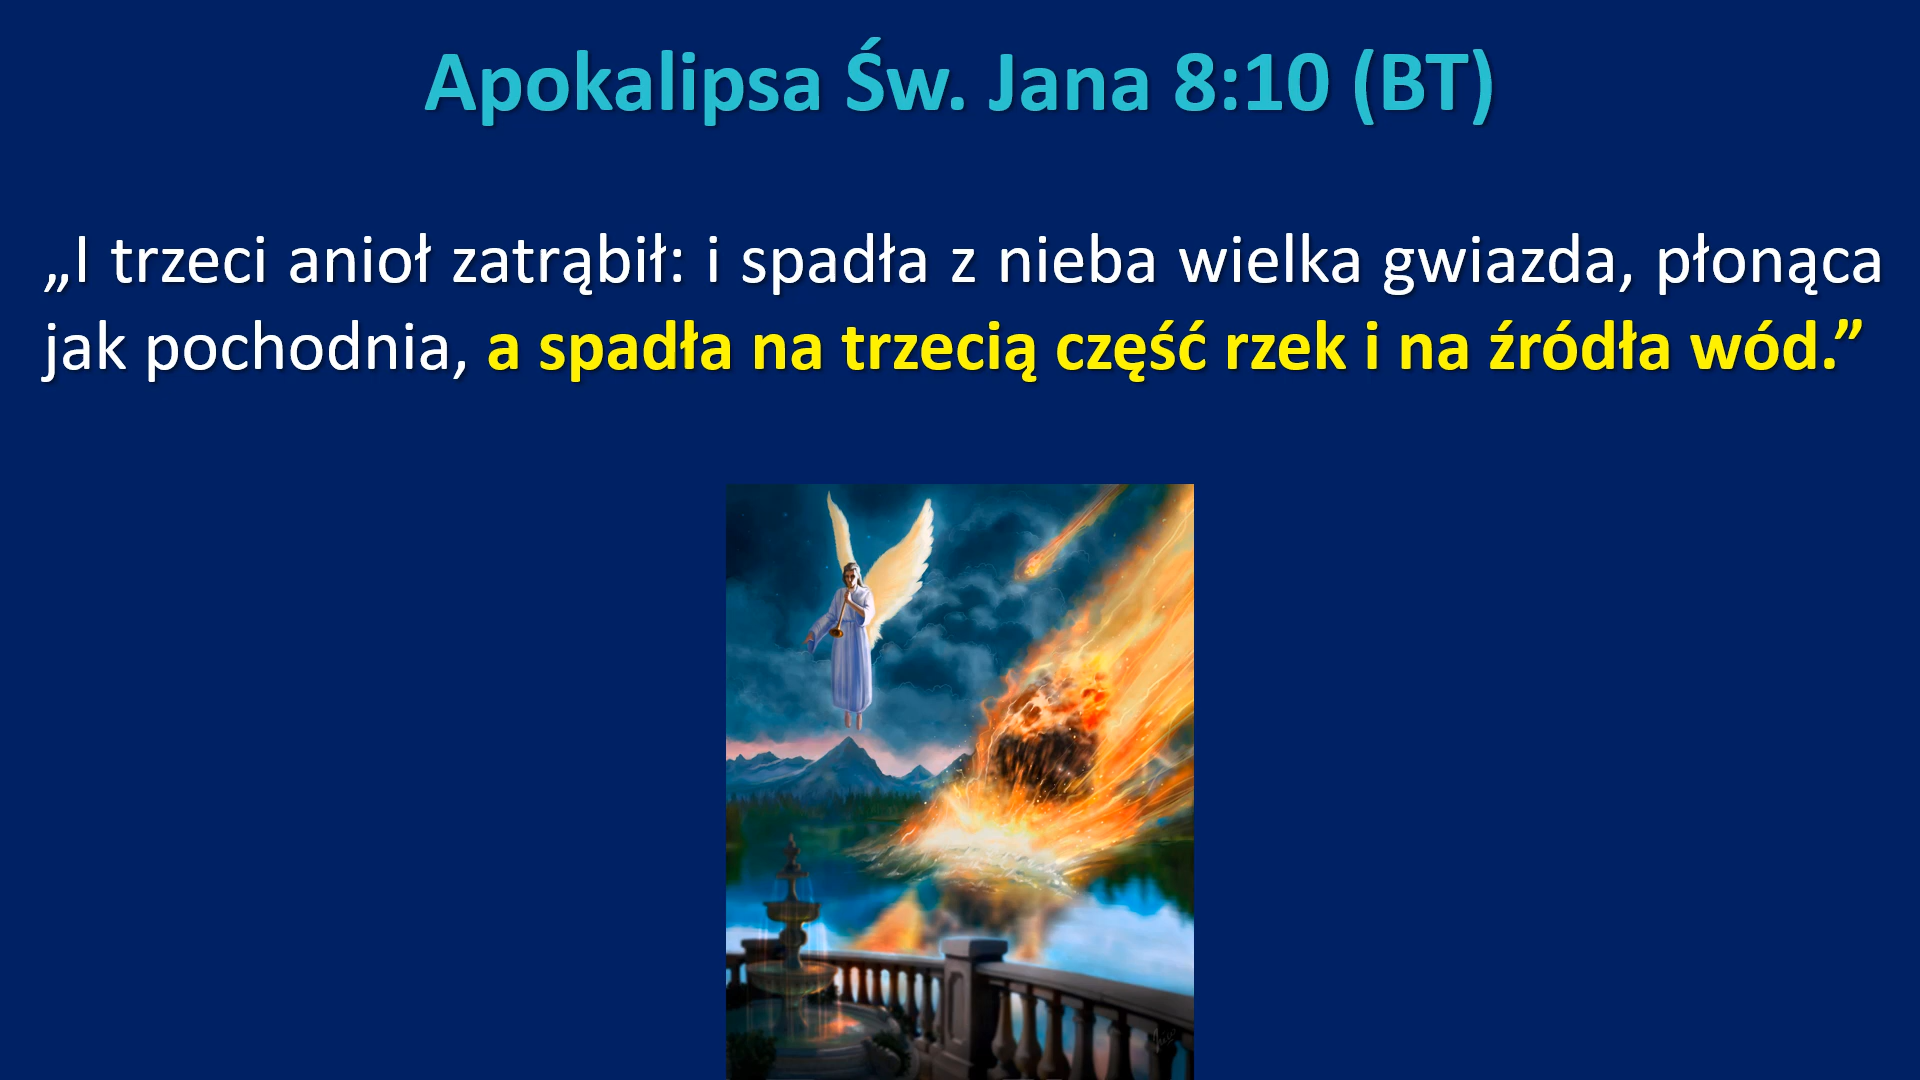 Apokalipsa Św. Jana 8:10 (BT)
„I trzeci anioł zatrąbił: i spadła z nieba wielka gwiazda, płonąca
jak pochodnia, a spadła na trzecią część rzek i na źródła wód.”